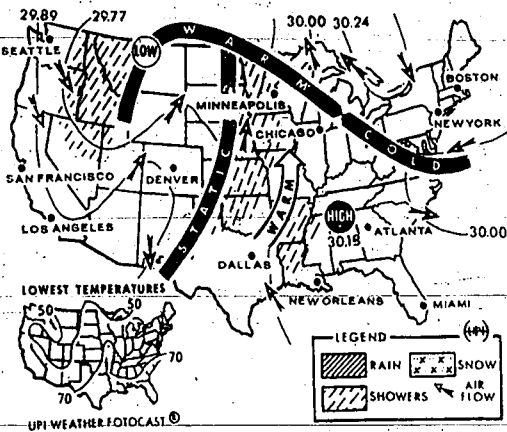 29.89 29.77 30.00 30.24
SEATTLE
LOW
WARM
BOSTON
MINNEAPOLIS
NEW YORK
CHICAGO
COLD
SAN FRANCISCO
DENVER
STATIC
WARM
LOS ANGELES
HIGH
30.15
ATLANTA
30.00
DALLAS
NEW ORLEANS
MIAMI
LOWEST TEMPERATURES
50 50
70
70
LEGEND
RAIN SNOW
SHOWERS AIR FLOW
UPI WEATHER FOTOCAST ®